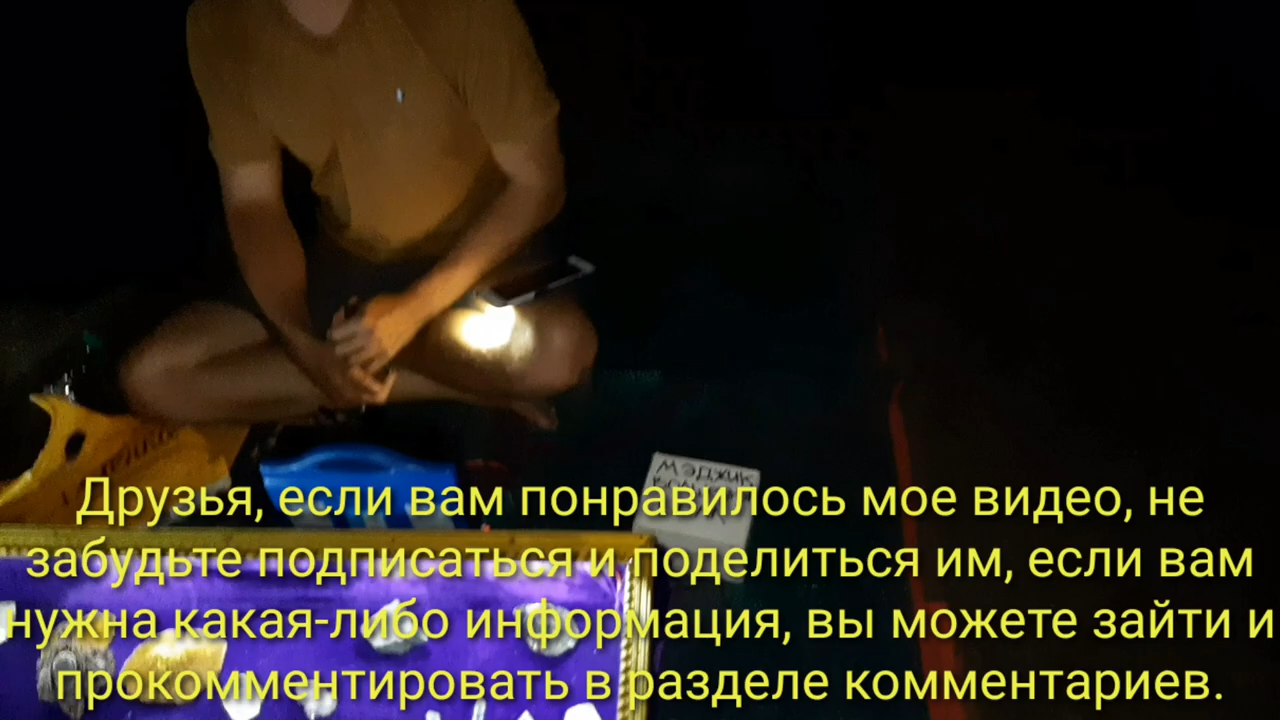 Друзья, если вам понравилось мое видео, не
забудьте подписаться и поделиться им, если вам
нужна какая-либо информация, вы можете зайти и
прокомментировать в разделе комментариев.